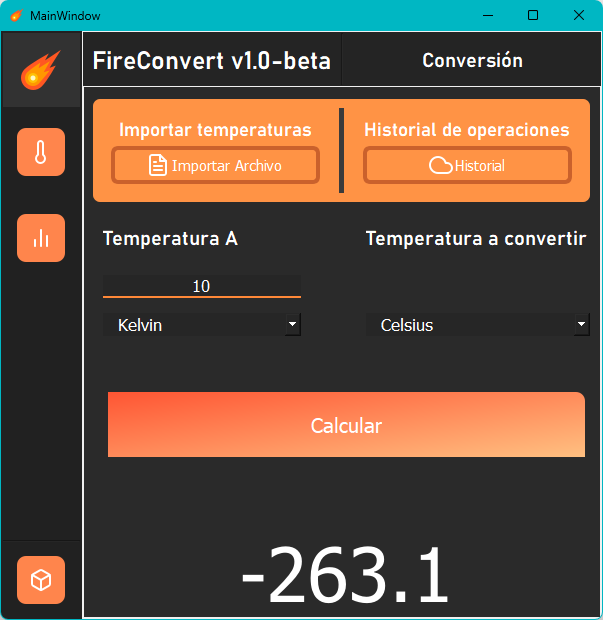 MainWindow
FireConvert v1.0-beta
Conversión
Importar temperaturas
Historial de operaciones
Importar Archivo
Historial
Temperatura A
Temperatura a convertir
10
Kelvin
Celsius
Calcular
-263.1